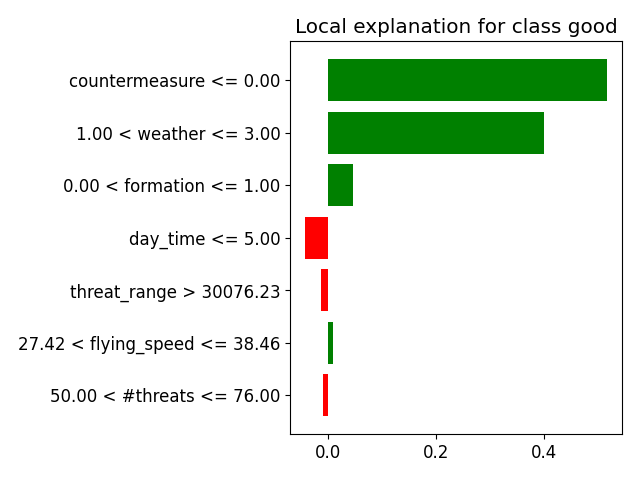 Local explanation for class good
countermeasure <= 0.00
1.00 < weather <= 3.00
0.00 < formation <= 1.00
day_time <= 5.00
threat_range > 30076.23
27.42 < flying_speed <= 38.46
50.00 < #threats <= 76.00
0.0 0.2 0.4